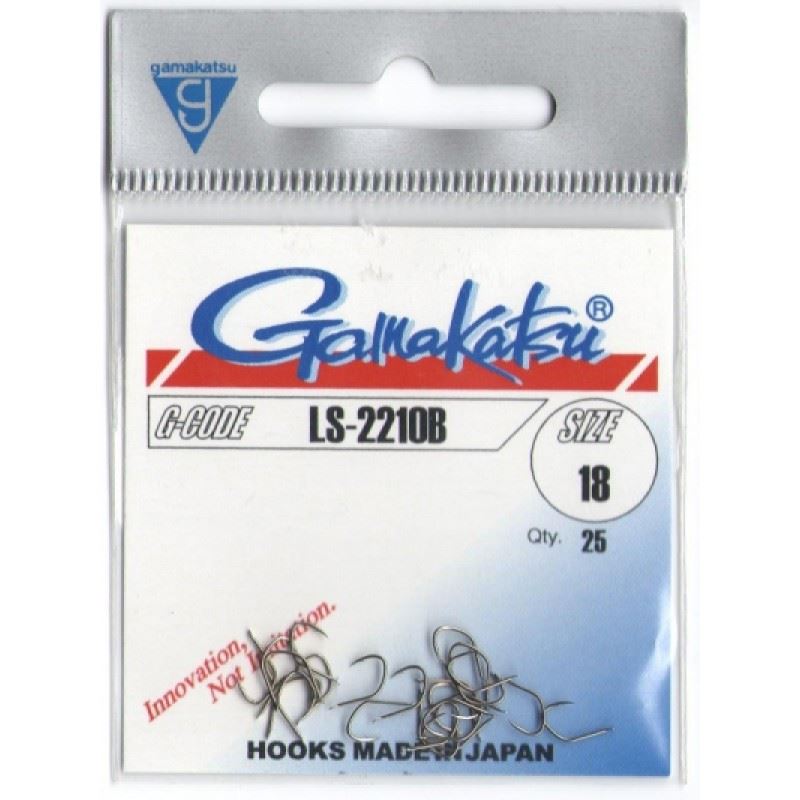 gamakatsu
g
Gamakatsu®
G-CODE LS-2210B
SIZE
18
Qty. 25
Innovation,
Not Imitation.
HOOKS MADE IN JAPAN